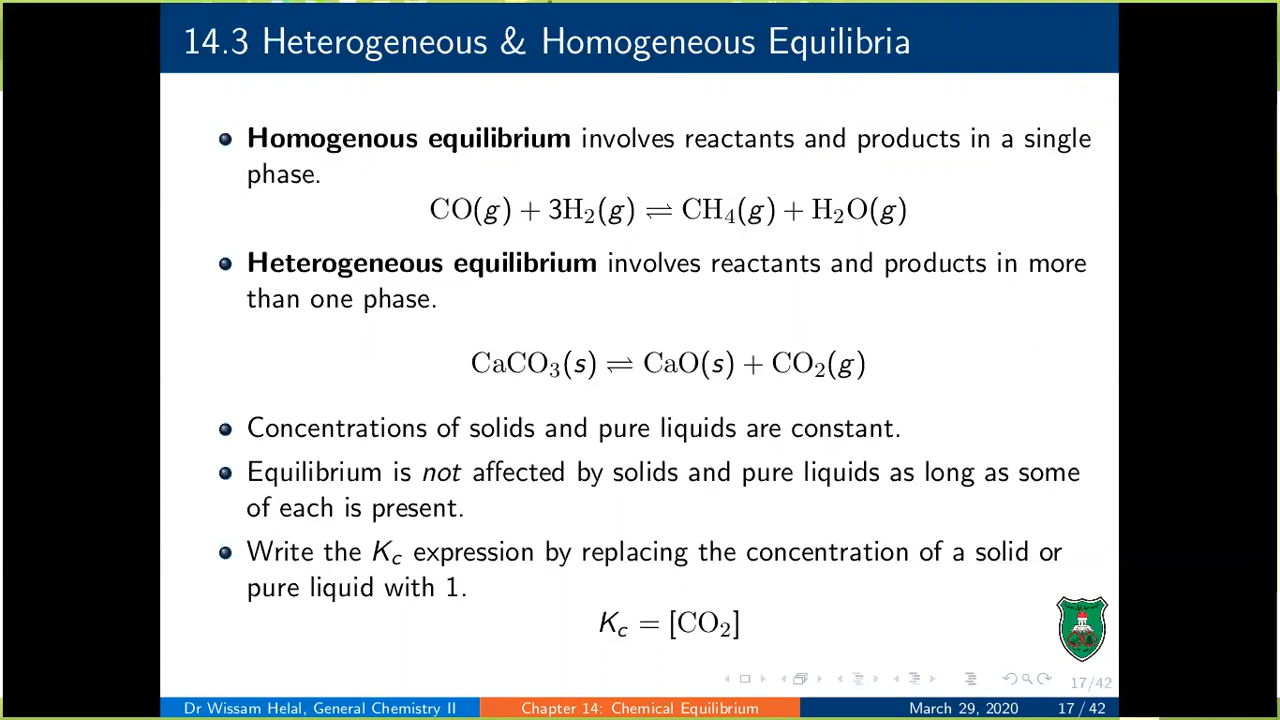 14.3 Heterogeneous & Homogeneous Equilibria
Homogenous equilibrium involves reactants and products in a single
phase.
CO(g) + 3H₂(g) ⇌ CH₄(g) + H₂O(g)
Heterogeneous equilibrium involves reactants and products in more
than one phase.
CaCO₃(s) ⇌ CaO(s) + CO₂(g)
Concentrations of solids and pure liquids are constant.
Equilibrium is not affected by solids and pure liquids as long as some
of each is present.
Write the K_c expression by replacing the concentration of a solid or
pure liquid with 1.
K_c = [CO₂]
17/42
Dr Wissam Helal, General Chemistry II Chapter 14: Chemical Equilibrium March 29, 2020 17 / 42